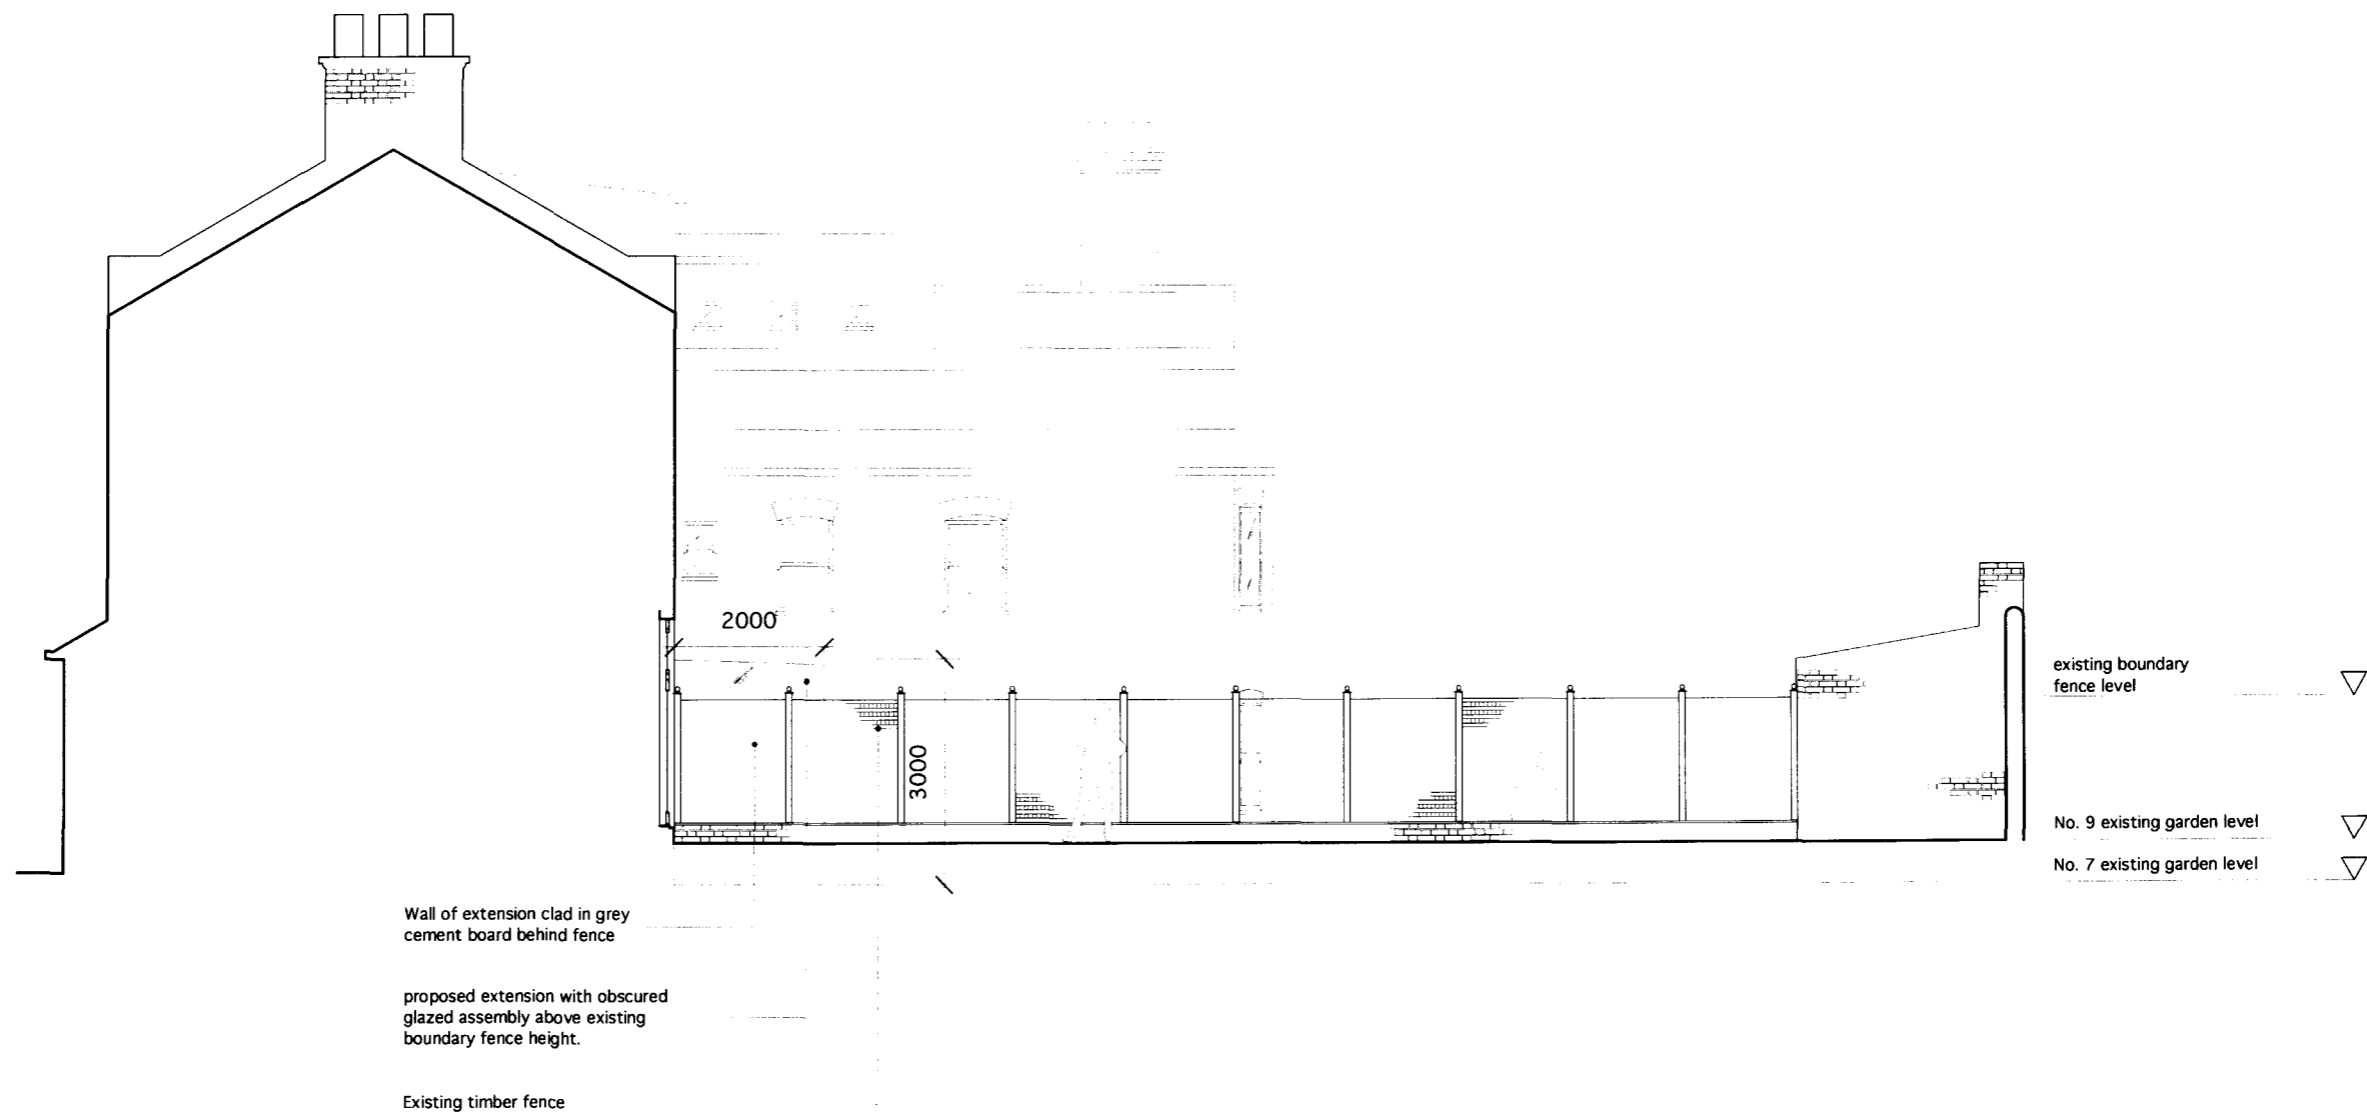 2000
existing boundary
fence level
3000
No. 9 existing garden level
No. 7 existing garden level
Wall of extension clad in grey
cement board behind fence
proposed extension with obscured
glazed assembly above existing
boundary fence height.
Existing timber fence